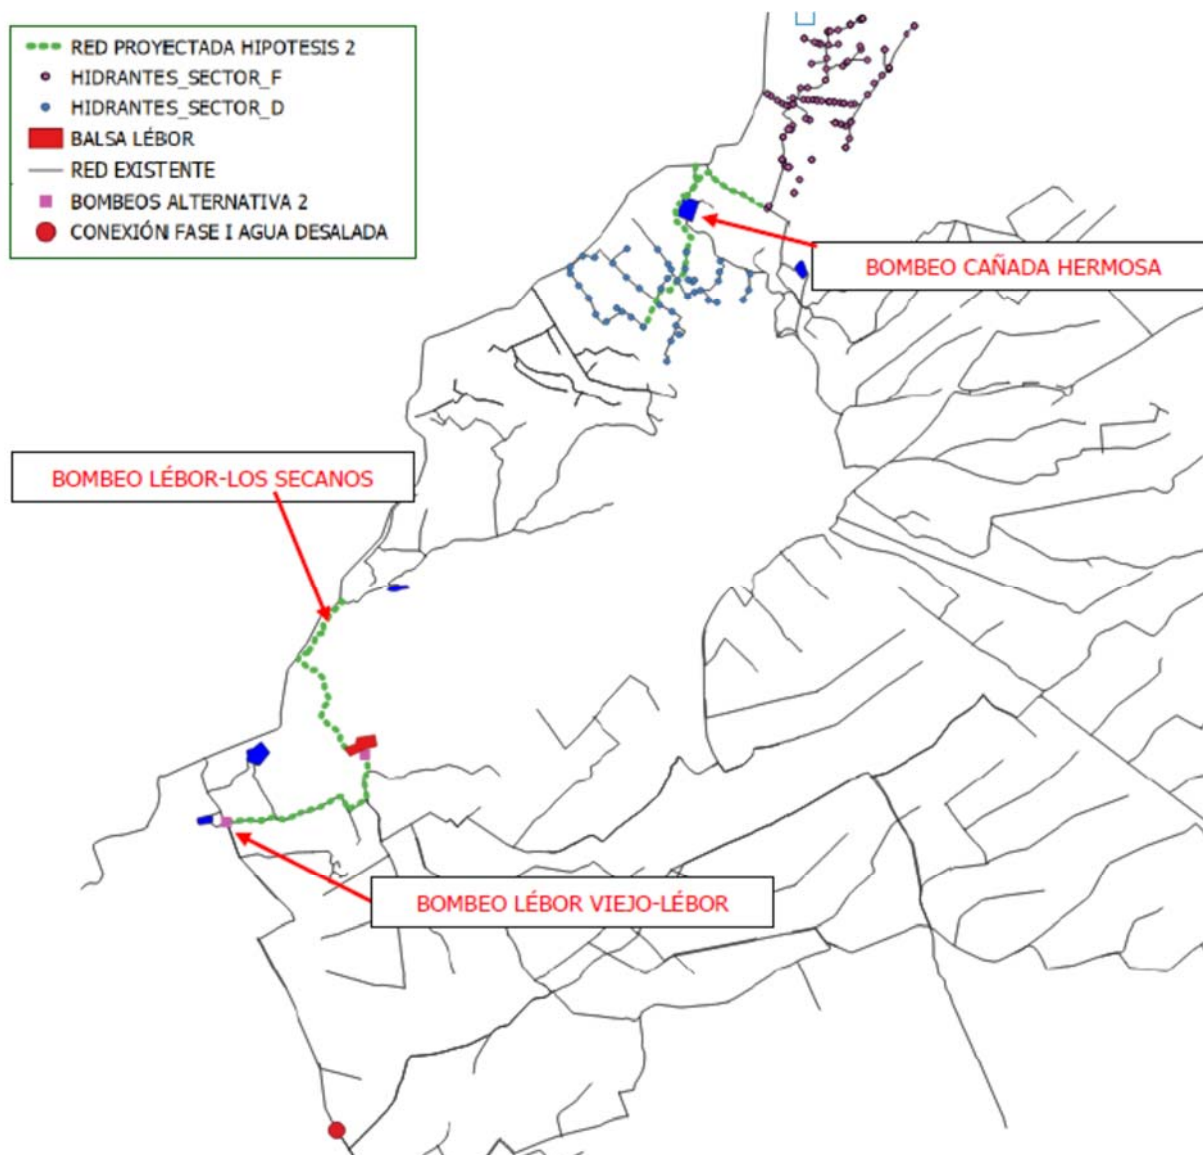 RED PROYECTADA HIPOTESIS 2
HIDRANTES_SECTOR_F
HIDRANTES_SECTOR_D
BALSA LÉBOR
RED EXISTENTE
BOMBEOS ALTERNATIVA 2
CONEXIÓN FASE I AGUA DESALADA
BOMBEO CAÑADA HERMOSA
BOMBEO LÉBOR-LOS SECANOS
BOMBEO LÉBOR VIEJO-LÉBOR